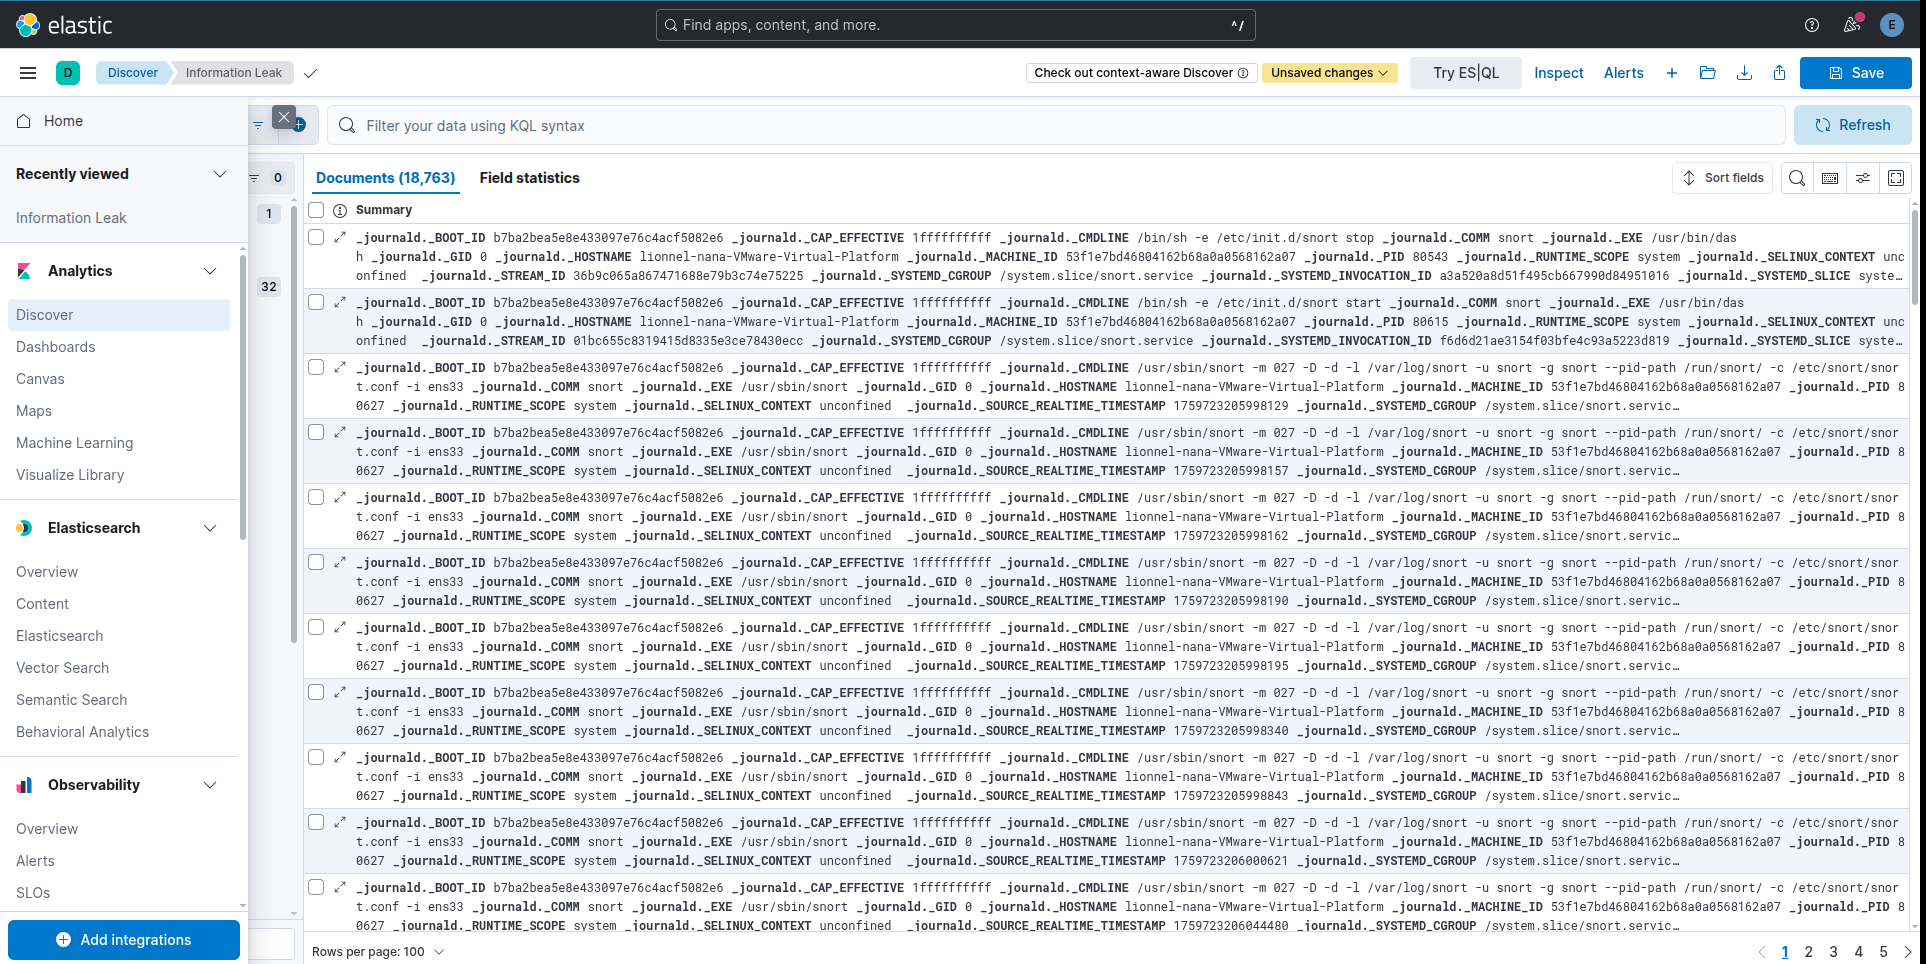 elastic
Find apps, content, and more.
^/
E
D
Discover
Information Leak
Check out context-aware Discover
Unsaved changes
Try ES|QL
Inspect
Alerts
Save
Home
Filter your data using KQL syntax
Refresh
Recently viewed
Information Leak
Analytics
Discover
Dashboards
Canvas
Maps
Machine Learning
Visualize Library
Elasticsearch
Overview
Content
Elasticsearch
Vector Search
Semantic Search
Behavioral Analytics
Observability
Overview
Alerts
SLOs
Add integrations
0
1
32
Documents (18,763)
Field statistics
Sort fields
Summary
_journald._BOOT_ID b7ba2bea5e8e433097e76c4acf5082e6 _journald._CAP_EFFECTIVE 1ffffffffff _journald._CMDLINE /bin/sh -e /etc/init.d/snort stop _journald._COMM snort _journald._EXE /usr/bin/das
h _journald._GID 0 _journald._HOSTNAME lionnel-nana-VMware-Virtual-Platform _journald._MACHINE_ID 53f1e7bd46804162b68a0a0568162a07 _journald._PID 80543 _journald._RUNTIME_SCOPE system _journald._SELINUX_CONTEXT unc
onfined _journald._STREAM_ID 36b9c065a867471688e79b3c74e75225 _journald._SYSTEMD_CGROUP /system.slice/snort.service _journald._SYSTEMD_INVOCATION_ID a3a520a8d51f495cb667990d84951016 _journald._SYSTEMD_SLICE syste…
_journald._BOOT_ID b7ba2bea5e8e433097e76c4acf5082e6 _journald._CAP_EFFECTIVE 1ffffffffff _journald._CMDLINE /bin/sh -e /etc/init.d/snort start _journald._COMM snort _journald._EXE /usr/bin/das
h _journald._GID 0 _journald._HOSTNAME lionnel-nana-VMware-Virtual-Platform _journald._MACHINE_ID 53f1e7bd46804162b68a0a0568162a07 _journald._PID 80615 _journald._RUNTIME_SCOPE system _journald._SELINUX_CONTEXT unc
onfined _journald._STREAM_ID 01bc655c8319415d8335e3ce78430ecc _journald._SYSTEMD_CGROUP /system.slice/snort.service _journald._SYSTEMD_INVOCATION_ID f6d6d21ae3154f03bfe4c93a5223d819 _journald._SYSTEMD_SLICE syste…
_journald._BOOT_ID b7ba2bea5e8e433097e76c4acf5082e6 _journald._CAP_EFFECTIVE 1ffffffffff _journald._CMDLINE /usr/sbin/snort -m 027 -D -d -l /var/log/snort -u snort -g snort --pid-path /run/snort/ -c /etc/snort/snor
t.conf -i ens33 _journald._COMM snort _journald._EXE /usr/sbin/snort _journald._GID 0 _journald._HOSTNAME lionnel-nana-VMware-Virtual-Platform _journald._MACHINE_ID 53f1e7bd46804162b68a0a0568162a07 _journald._PID 8
0627 _journald._RUNTIME_SCOPE system _journald._SELINUX_CONTEXT unconfined _journald._SOURCE_REALTIME_TIMESTAMP 1759723205998129 _journald._SYSTEMD_CGROUP /system.slice/snort.servic…
_journald._BOOT_ID b7ba2bea5e8e433097e76c4acf5082e6 _journald._CAP_EFFECTIVE 1ffffffffff _journald._CMDLINE /usr/sbin/snort -m 027 -D -d -l /var/log/snort -u snort -g snort --pid-path /run/snort/ -c /etc/snort/snor
t.conf -i ens33 _journald._COMM snort _journald._EXE /usr/sbin/snort _journald._GID 0 _journald._HOSTNAME lionnel-nana-VMware-Virtual-Platform _journald._MACHINE_ID 53f1e7bd46804162b68a0a0568162a07 _journald._PID 8
0627 _journald._RUNTIME_SCOPE system _journald._SELINUX_CONTEXT unconfined _journald._SOURCE_REALTIME_TIMESTAMP 1759723205998157 _journald._SYSTEMD_CGROUP /system.slice/snort.servic…
_journald._BOOT_ID b7ba2bea5e8e433097e76c4acf5082e6 _journald._CAP_EFFECTIVE 1ffffffffff _journald._CMDLINE /usr/sbin/snort -m 027 -D -d -l /var/log/snort -u snort -g snort --pid-path /run/snort/ -c /etc/snort/snor
t.conf -i ens33 _journald._COMM snort _journald._EXE /usr/sbin/snort _journald._GID 0 _journald._HOSTNAME lionnel-nana-VMware-Virtual-Platform _journald._MACHINE_ID 53f1e7bd46804162b68a0a0568162a07 _journald._PID 8
0627 _journald._RUNTIME_SCOPE system _journald._SELINUX_CONTEXT unconfined _journald._SOURCE_REALTIME_TIMESTAMP 1759723205998162 _journald._SYSTEMD_CGROUP /system.slice/snort.servic…
_journald._BOOT_ID b7ba2bea5e8e433097e76c4acf5082e6 _journald._CAP_EFFECTIVE 1ffffffffff _journald._CMDLINE /usr/sbin/snort -m 027 -D -d -l /var/log/snort -u snort -g snort --pid-path /run/snort/ -c /etc/snort/snor
t.conf -i ens33 _journald._COMM snort _journald._EXE /usr/sbin/snort _journald._GID 0 _journald._HOSTNAME lionnel-nana-VMware-Virtual-Platform _journald._MACHINE_ID 53f1e7bd46804162b68a0a0568162a07 _journald._PID 8
0627 _journald._RUNTIME_SCOPE system _journald._SELINUX_CONTEXT unconfined _journald._SOURCE_REALTIME_TIMESTAMP 1759723205998190 _journald._SYSTEMD_CGROUP /system.slice/snort.servic…
_journald._BOOT_ID b7ba2bea5e8e433097e76c4acf5082e6 _journald._CAP_EFFECTIVE 1ffffffffff _journald._CMDLINE /usr/sbin/snort -m 027 -D -d -l /var/log/snort -u snort -g snort --pid-path /run/snort/ -c /etc/snort/snor
t.conf -i ens33 _journald._COMM snort _journald._EXE /usr/sbin/snort _journald._GID 0 _journald._HOSTNAME lionnel-nana-VMware-Virtual-Platform _journald._MACHINE_ID 53f1e7bd46804162b68a0a0568162a07 _journald._PID 8
0627 _journald._RUNTIME_SCOPE system _journald._SELINUX_CONTEXT unconfined _journald._SOURCE_REALTIME_TIMESTAMP 1759723205998195 _journald._SYSTEMD_CGROUP /system.slice/snort.servic…
_journald._BOOT_ID b7ba2bea5e8e433097e76c4acf5082e6 _journald._CAP_EFFECTIVE 1ffffffffff _journald._CMDLINE /usr/sbin/snort -m 027 -D -d -l /var/log/snort -u snort -g snort --pid-path /run/snort/ -c /etc/snort/snor
t.conf -i ens33 _journald._COMM snort _journald._EXE /usr/sbin/snort _journald._GID 0 _journald._HOSTNAME lionnel-nana-VMware-Virtual-Platform _journald._MACHINE_ID 53f1e7bd46804162b68a0a0568162a07 _journald._PID 8
0627 _journald._RUNTIME_SCOPE system _journald._SELINUX_CONTEXT unconfined _journald._SOURCE_REALTIME_TIMESTAMP 1759723205998340 _journald._SYSTEMD_CGROUP /system.slice/snort.servic…
_journald._BOOT_ID b7ba2bea5e8e433097e76c4acf5082e6 _journald._CAP_EFFECTIVE 1ffffffffff _journald._CMDLINE /usr/sbin/snort -m 027 -D -d -l /var/log/snort -u snort -g snort --pid-path /run/snort/ -c /etc/snort/snor
t.conf -i ens33 _journald._COMM snort _journald._EXE /usr/sbin/snort _journald._GID 0 _journald._HOSTNAME lionnel-nana-VMware-Virtual-Platform _journald._MACHINE_ID 53f1e7bd46804162b68a0a0568162a07 _journald._PID 8
0627 _journald._RUNTIME_SCOPE system _journald._SELINUX_CONTEXT unconfined _journald._SOURCE_REALTIME_TIMESTAMP 1759723205998843 _journald._SYSTEMD_CGROUP /system.slice/snort.servic…
_journald._BOOT_ID b7ba2bea5e8e433097e76c4acf5082e6 _journald._CAP_EFFECTIVE 1ffffffffff _journald._CMDLINE /usr/sbin/snort -m 027 -D -d -l /var/log/snort -u snort -g snort --pid-path /run/snort/ -c /etc/snort/snor
t.conf -i ens33 _journald._COMM snort _journald._EXE /usr/sbin/snort _journald._GID 0 _journald._HOSTNAME lionnel-nana-VMware-Virtual-Platform _journald._MACHINE_ID 53f1e7bd46804162b68a0a0568162a07 _journald._PID 8
0627 _journald._RUNTIME_SCOPE system _journald._SELINUX_CONTEXT unconfined _journald._SOURCE_REALTIME_TIMESTAMP 1759723206000621 _journald._SYSTEMD_CGROUP /system.slice/snort.servic…
_journald._BOOT_ID b7ba2bea5e8e433097e76c4acf5082e6 _journald._CAP_EFFECTIVE 1ffffffffff _journald._CMDLINE /usr/sbin/snort -m 027 -D -d -l /var/log/snort -u snort -g snort --pid-path /run/snort/ -c /etc/snort/snor
t.conf -i ens33 _journald._COMM snort _journald._EXE /usr/sbin/snort _journald._GID 0 _journald._HOSTNAME lionnel-nana-VMware-Virtual-Platform _journald._MACHINE_ID 53f1e7bd46804162b68a0a0568162a07 _journald._PID 8
0627 _journald._RUNTIME_SCOPE system _journald._SELINUX_CONTEXT unconfined _journald._SOURCE_REALTIME_TIMESTAMP 1759723206044480 _journald._SYSTEMD_CGROUP /system.slice/snort.servic…
Rows per page: 100
1 2 3 4 5